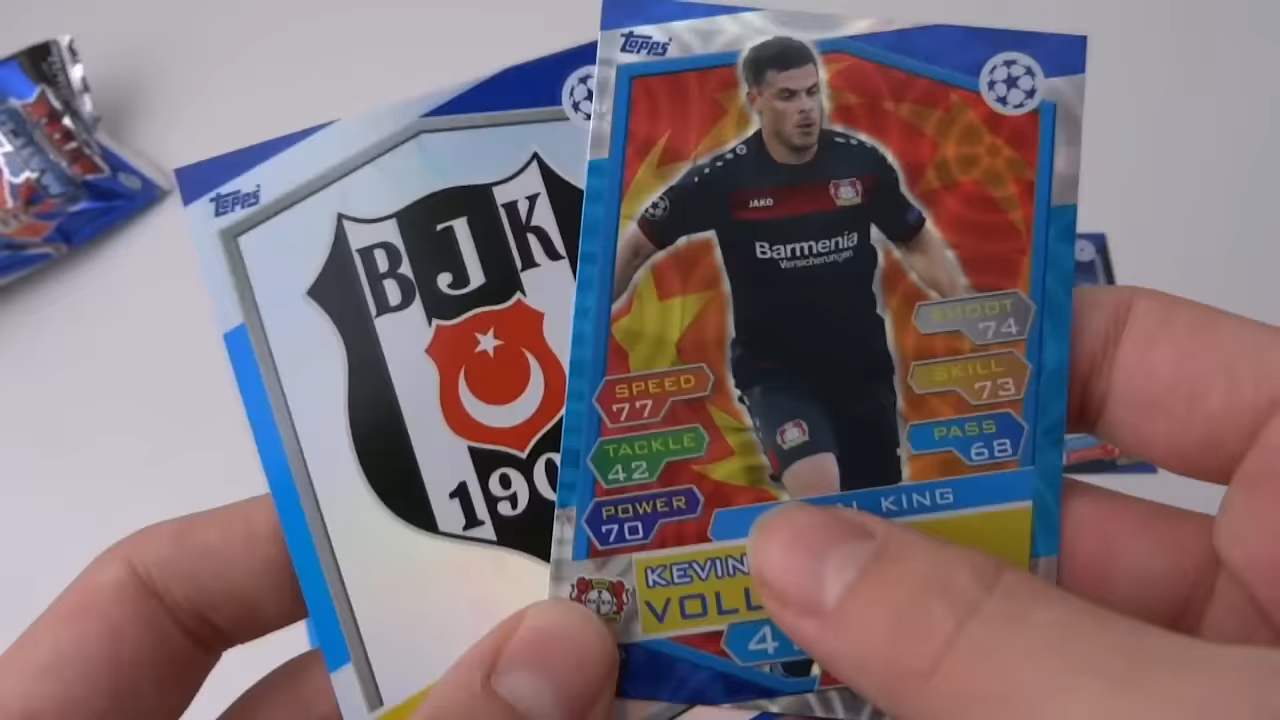 Topps
BJK
190
Topps
JAKO
Barmenia
Versicherungen
SHOOT
74
SKILL
73
PASS
68
SPEED
77
TACKLE
42
POWER
70
KING
KEVIN
VOLL
4